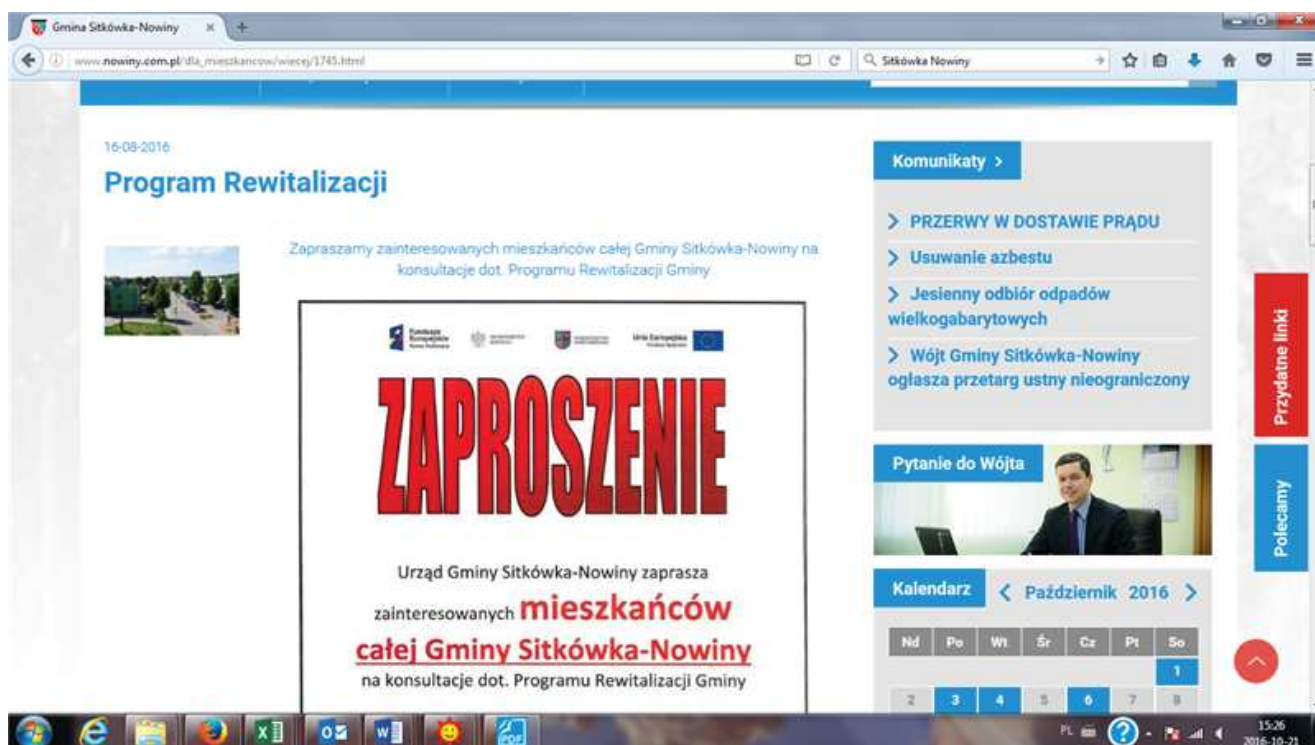 Gmina Sitkówka-Nowiny
www.nowiny.com.pl/dla_mieszkancow/wiecej/1745.html
Sitkówka Nowiny
16-08-2016
Program Rewitalizacji
Zapraszamy zainteresowanych mieszkańców całej Gminy Sitkówka-Nowiny na
konsultacje dot. Programu Rewitalizacji Gminy
Fundusze
Europejskie
Unia Europejska
ZAPROSZENIE
Urząd Gminy Sitkówka-Nowiny zaprasza
zainteresowanych mieszkańców
całej Gminy Sitkówka-Nowiny
na konsultacje dot. Programu Rewitalizacji Gminy
Komunikaty >
PRZERWY W DOSTAWIE PRĄDU
Usuwanie azbestu
Jesienny odbiór odpadów
wielkogabarytowych
Wójt Gminy Sitkówka-Nowiny
ogłasza przetarg ustny nieograniczony
Pytanie do Wójta
Kalendarz
Październik 2016
Nd Po Wt Śr Cz Pt So
1
2 3 4 5 6 7 8
Przydatne linki
Polecamy
PL
15:26
2016-10-21